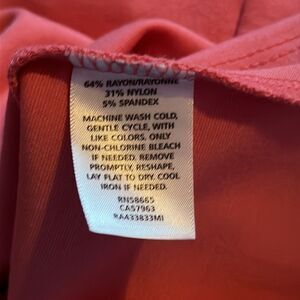 64% RAYON/RAYONNE
31% NYLON
5% SPANDEX
MACHINE WASH COLD,
GENTLE CYCLE, WITH
LIKE COLORS. ONLY
NON-CHLORINE BLEACH
IF NEEDED. REMOVE
PROMPTLY, RESHAPE,
LAY FLAT TO DRY. COOL
IRON IF NEEDED.
RN58665
CA57963
RA433833MI